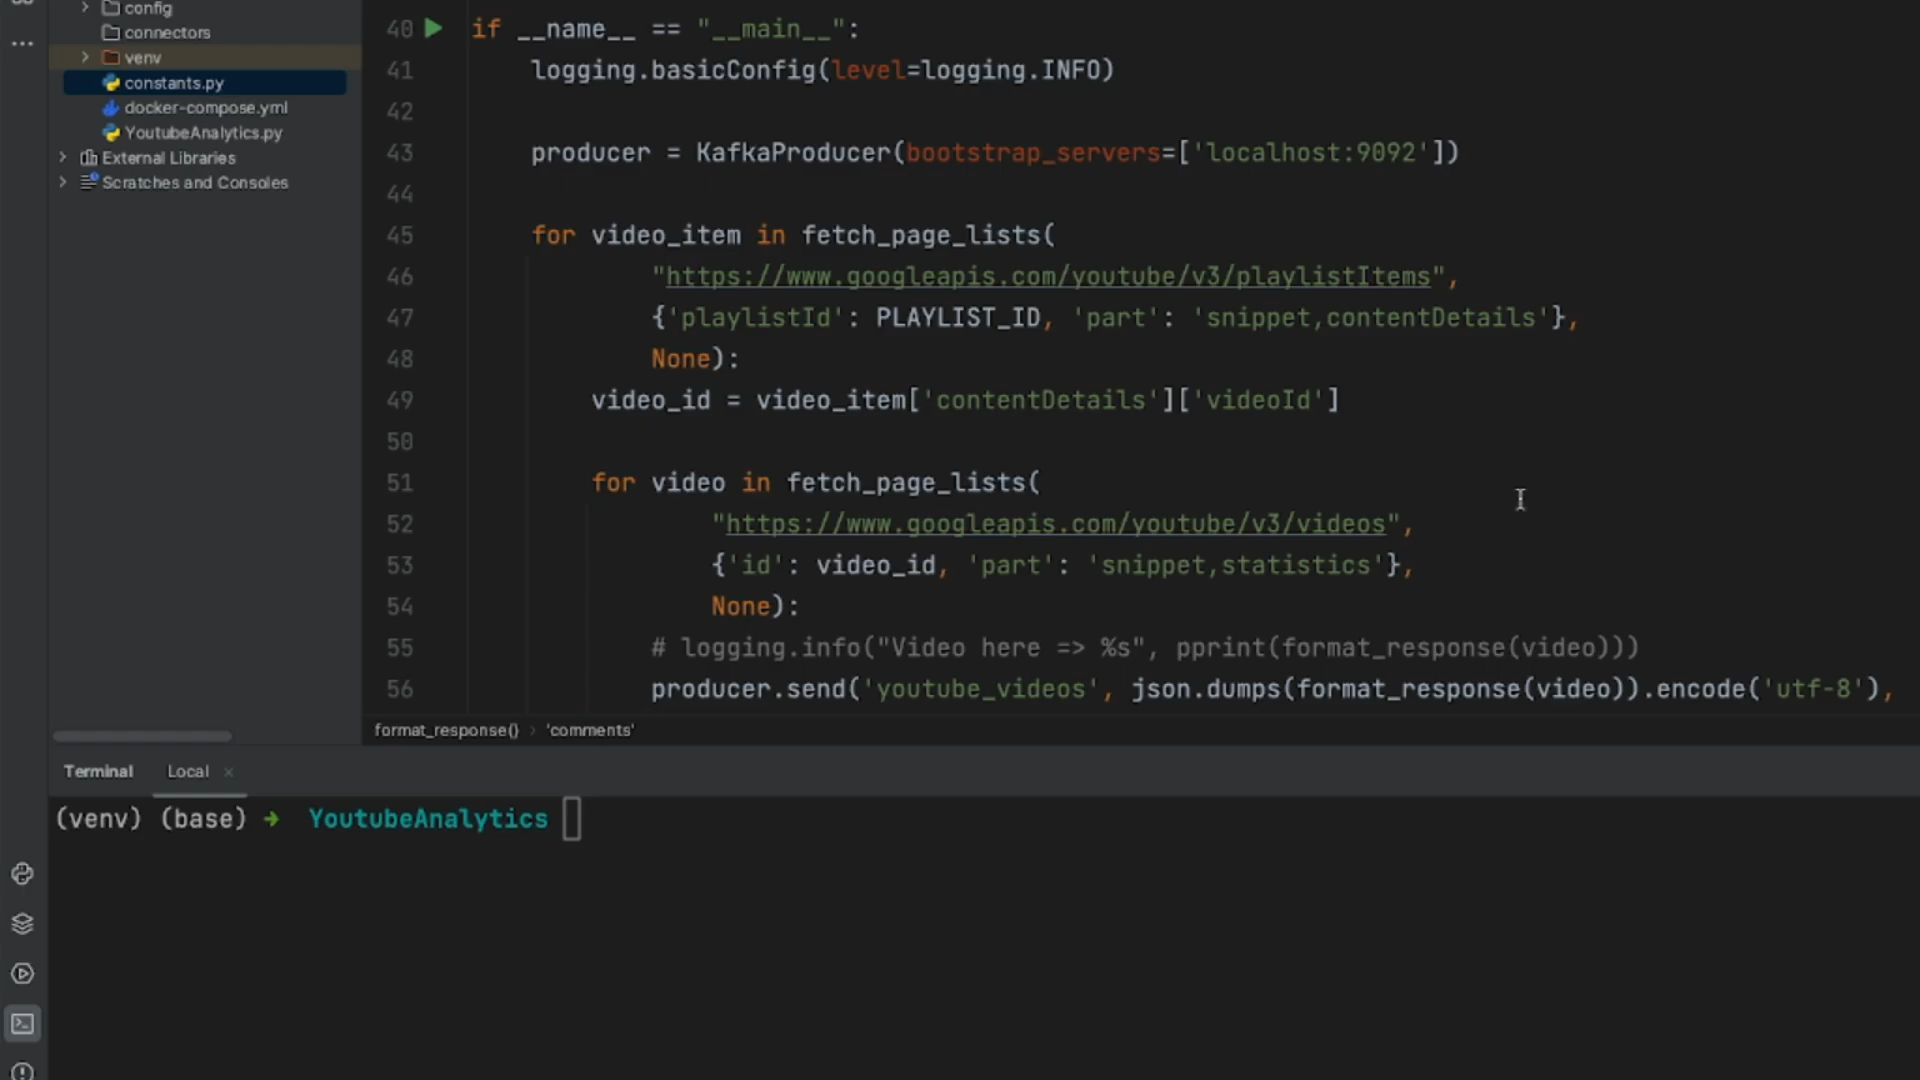 config
connectors
venv
constants.py
docker-compose.yml
YoutubeAnalytics.py
External Libraries
Scratches and Consoles
40 if __name__ == "__main__":
41 logging.basicConfig(level=logging.INFO)
42
43 producer = KafkaProducer(bootstrap_servers=['localhost:9092'])
44
45 for video_item in fetch_page_lists(
46 "https://www.googleapis.com/youtube/v3/playlistItems",
47 {'playlistId': PLAYLIST_ID, 'part': 'snippet,contentDetails'},
48 None):
49 video_id = video_item['contentDetails']['videoId']
50
51 for video in fetch_page_lists(
52 "https://www.googleapis.com/youtube/v3/videos",
53 {'id': video_id, 'part': 'snippet,statistics'},
54 None):
55 # logging.info("Video here => %s", pprint(format_response(video)))
56 producer.send('youtube_videos', json.dumps(format_response(video)).encode('utf-8'),
format_response() › 'comments'
Terminal Local ×
(venv) (base) ➜ YoutubeAnalytics